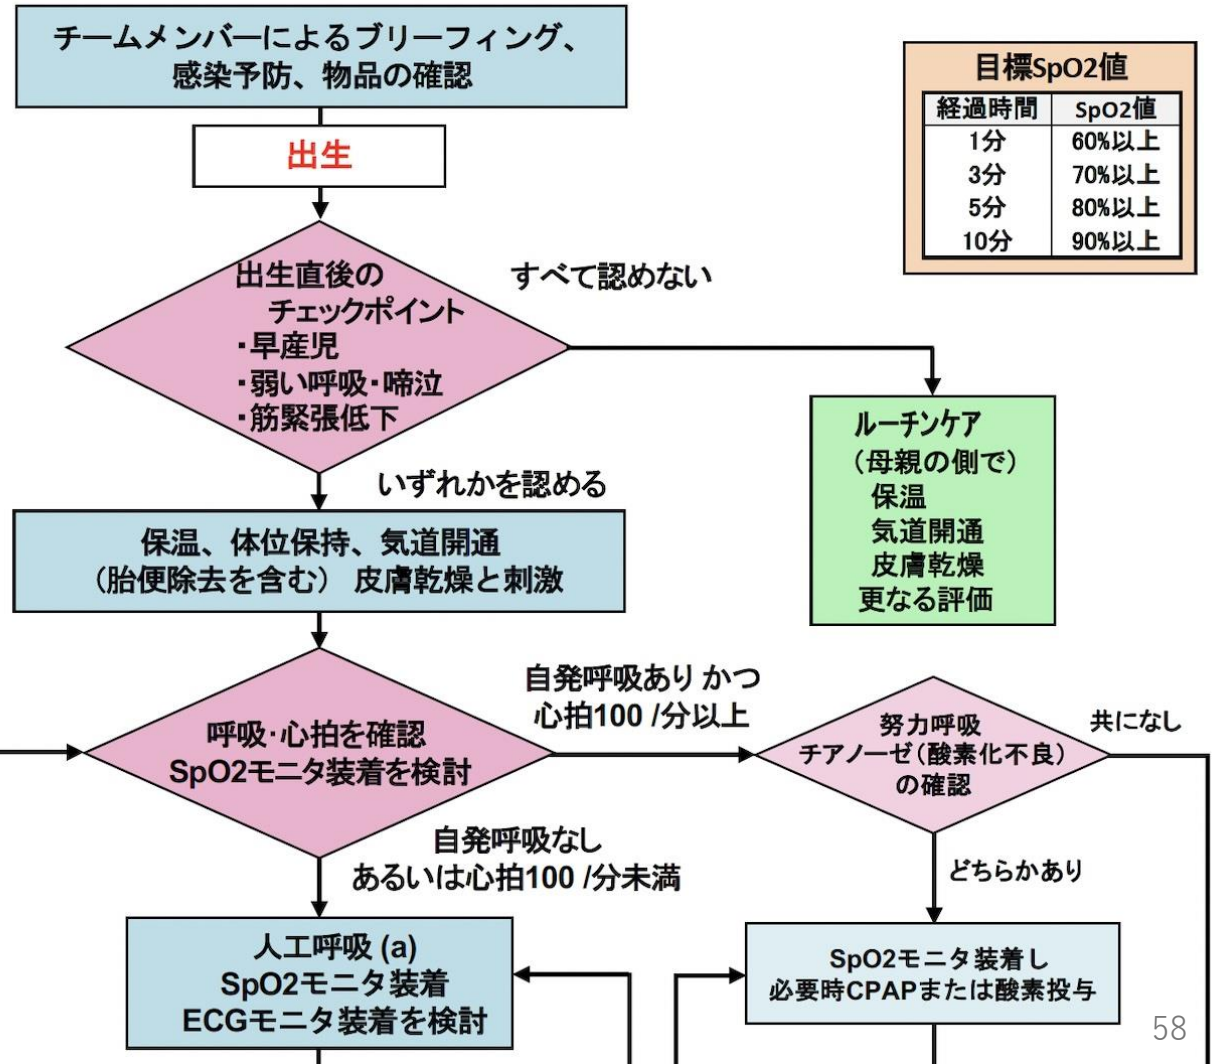 チームメンバーによるブリーフィング、
感染予防、物品の確認
出生
目標SpO2値
経過時間 SpO2値
1分 60%以上
3分 70%以上
5分 80%以上
10分 90%以上
出生直後の
チェックポイント
・早産児
・弱い呼吸・啼泣
・筋緊張低下
すべて認めない
いずれかを認める
ルーチンケア
（母親の側で）
保温
気道開通
皮膚乾燥
更なる評価
保温、体位保持、気道開通
（胎便除去を含む） 皮膚乾燥と刺激
呼吸・心拍を確認
SpO2モニタ装着を検討
自発呼吸あり かつ
心拍100 /分以上
努力呼吸
チアノーゼ（酸素化不良）
の確認
共になし
自発呼吸なし
あるいは心拍100 /分未満
どちらかあり
人工呼吸 (a)
SpO2モニタ装着
ECGモニタ装着を検討
SpO2モニタ装着し
必要時CPAPまたは酸素投与
58